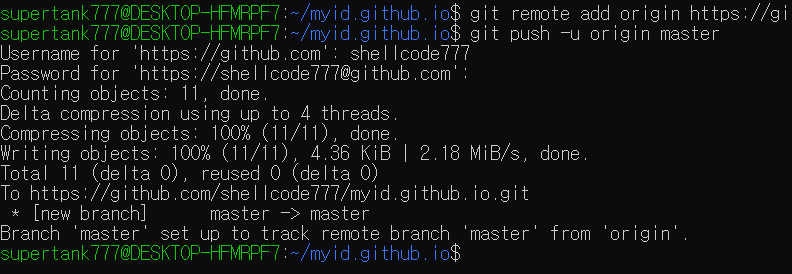 supertank777@DESKTOP-HFMRPF7:~/myid.github.io$ git remote add origin https://gi
supertank777@DESKTOP-HFMRPF7:~/myid.github.io$ git push -u origin master
Username for 'https://github.com': shellcode777
Password for 'https://shellcode777@github.com':
Counting objects: 11, done.
Delta compression using up to 4 threads.
Compressing objects: 100% (11/11), done.
Writing objects: 100% (11/11), 4.36 KiB | 2.18 MiB/s, done.
Total 11 (delta 0), reused 0 (delta 0)
To https://github.com/shellcode777/myid.github.io.git
 * [new branch]      master -> master
Branch 'master' set up to track remote branch 'master' from 'origin'.
supertank777@DESKTOP-HFMRPF7:~/myid.github.io$